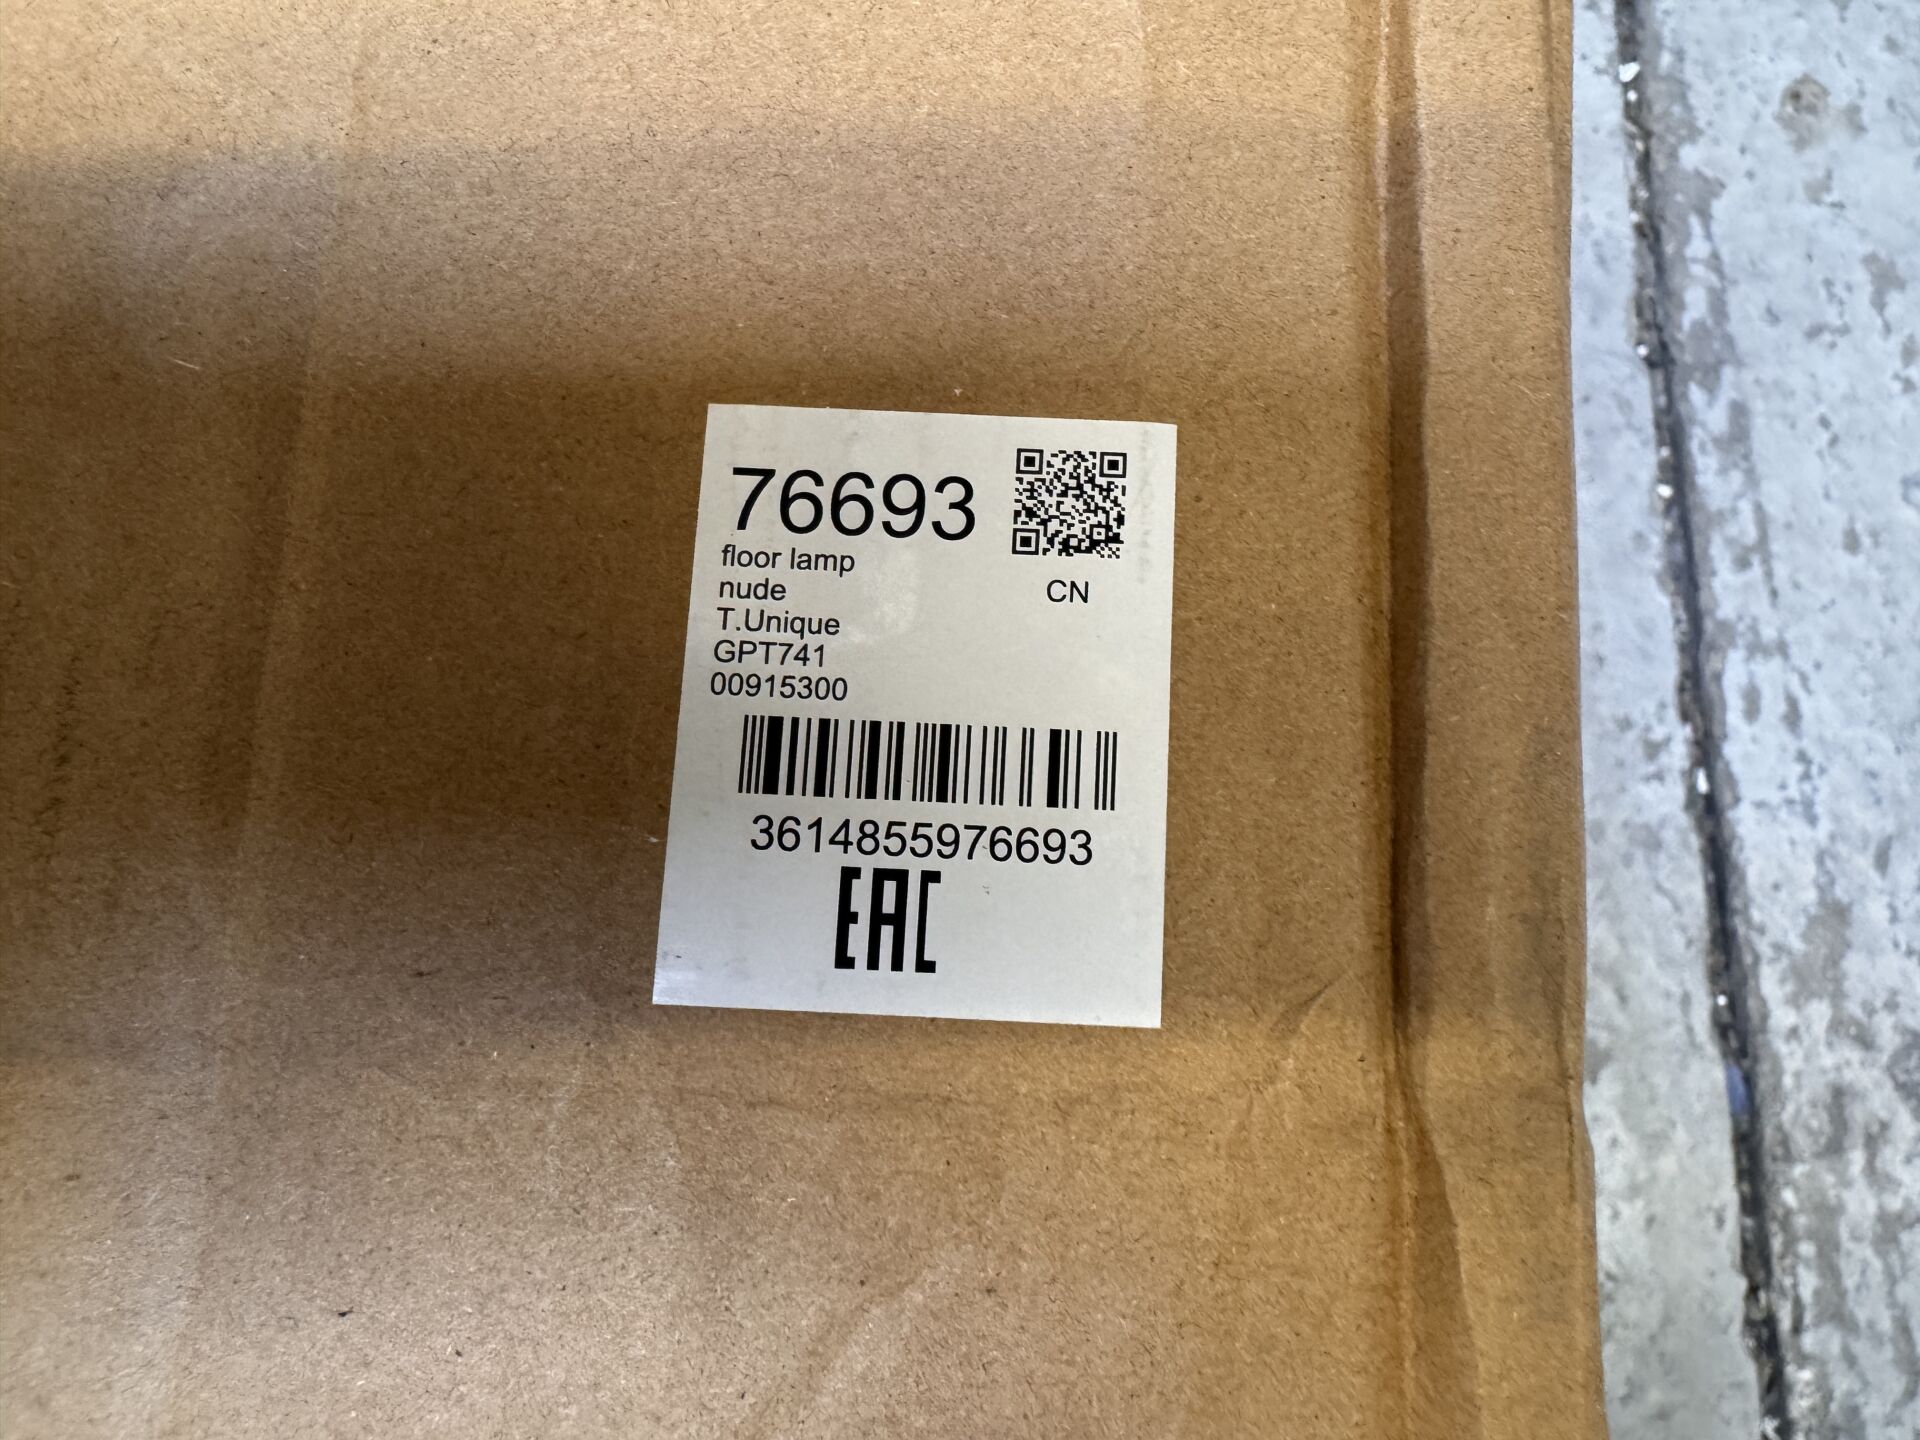 76693
floor lamp
nude
T.Unique
GPT741
00915300
CN
3614855976693
EAC